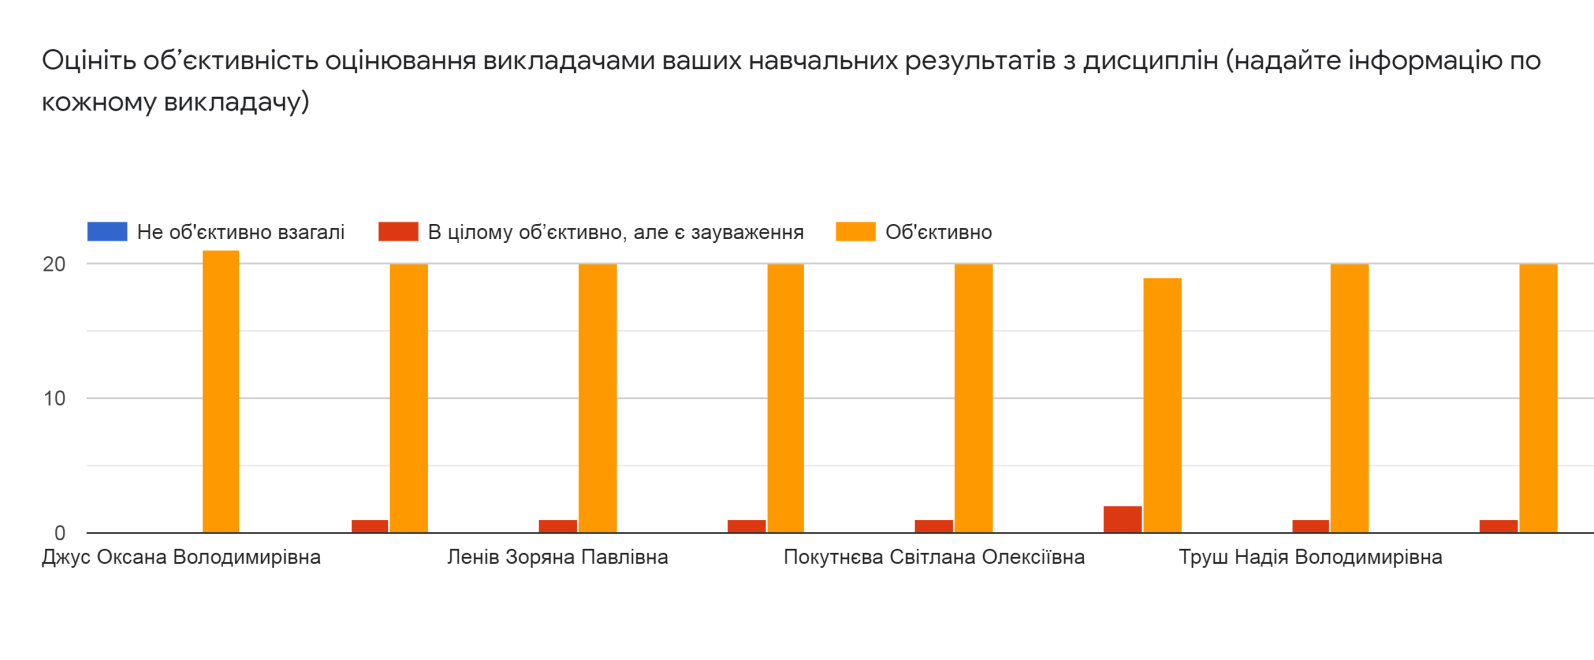 Оцініть об’єктивність оцінювання викладачами ваших навчальних результатів з дисциплін (надайте інформацію по
кожному викладачу)
Не об'єктивно взагалі
В цілому об’єктивно, але є зауваження
Об'єктивно
20
10
0
Джус Оксана Володимирівна
Ленів Зоряна Павлівна
Покутнєва Світлана Олексіївна
Труш Надія Володимирівна